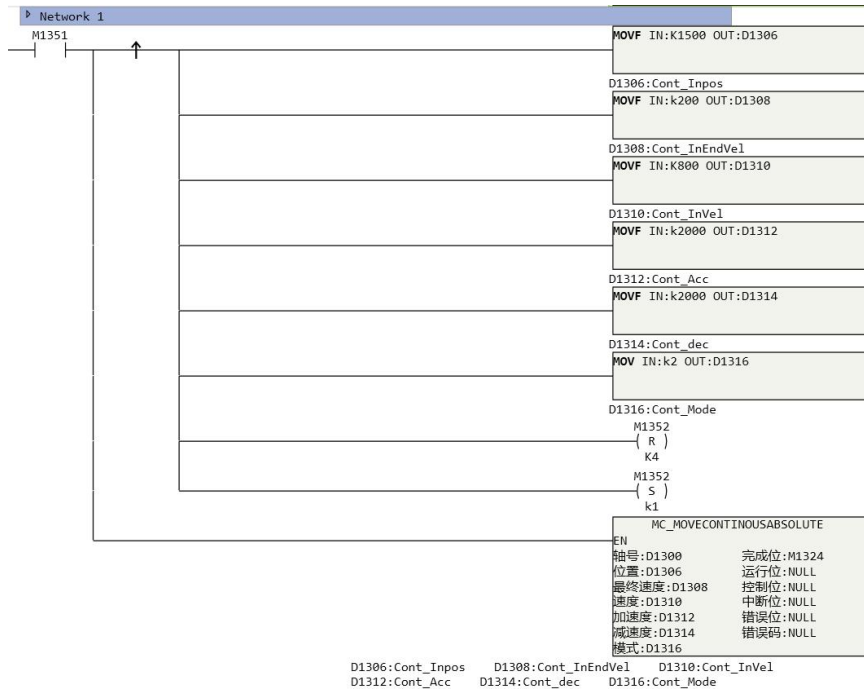 Network 1
M1351
MOVF IN:K1500 OUT:D1306
D1306:Cont_Inpos
MOVF IN:k200 OUT:D1308
D1308:Cont_InEndVel
MOVF IN:K800 OUT:D1310
D1310:Cont_InVel
MOVF IN:k2000 OUT:D1312
D1312:Cont_Acc
MOVF IN:k2000 OUT:D1314
D1314:Cont_dec
MOV IN:k2 OUT:D1316
D1316:Cont_Mode
M1352
( R )
K4
M1352
( S )
k1
MC_MOVECONTINOUSABSOLUTE
EN
轴号:D1300 完成位:M1324
位置:D1306 运行位:NULL
最终速度:D1308 控制位:NULL
速度:D1310 中断位:NULL
加速度:D1312 错误位:NULL
减速度:D1314 错误码:NULL
模式:D1316
D1306:Cont_Inpos D1308:Cont_InEndVel D1310:Cont_InVel
D1312:Cont_Acc D1314:Cont_dec D1316:Cont_Mode